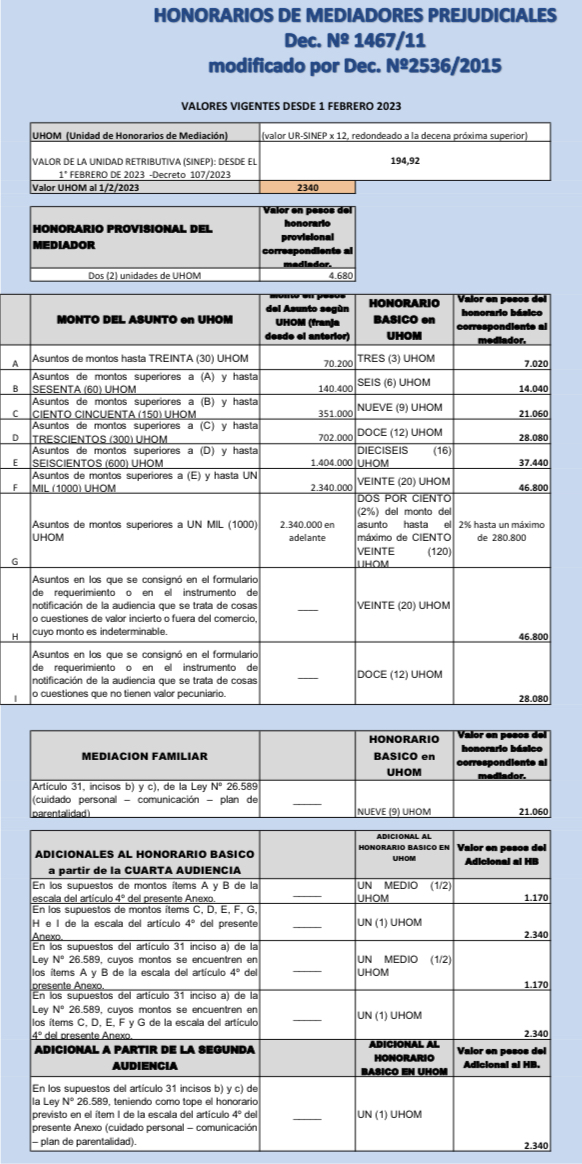 HONORARIOS DE MEDIADORES PREJUDICIALES
Dec. Nº 1467/11
modificado por Dec. Nº2536/2015
VALORES VIGENTES DESDE 1 FEBRERO 2023
UHOM (Unidad de Honorarios de Mediación)
(valor UR-SINEP x 12, redondeado a la decena próxima superior)
VALOR DE LA UNIDAD RETRIBUTIVA (SINEP): DESDE EL
1° FEBRERO DE 2023 -Decreto 107/2023
194,92
Valor UHOM al 1/2/2023
2340
HONORARIO PROVISIONAL DEL
MEDIADOR
Valor en pesos del
honorario
provisional
correspondiente al
mediador.
Dos (2) unidades de UHOM
4.680
MONTO DEL ASUNTO en UHOM
Monto en pesos
del Asunto según
UHOM (franja
desde el anterior)
HONORARIO
BASICO en
UHOM
Valor en pesos del
honorario básico
correspondiente al
mediador.
A
Asuntos de montos hasta TREINTA (30) UHOM
70.200
TRES (3) UHOM
7.020
B
Asuntos de montos superiores a (A) y hasta
SESENTA (60) UHOM
140.400
SEIS (6) UHOM
14.040
C
Asuntos de montos superiores a (B) y hasta
CIENTO CINCUENTA (150) UHOM
351.000
NUEVE (9) UHOM
21.060
D
Asuntos de montos superiores a (C) y hasta
TRESCIENTOS (300) UHOM
702.000
DOCE (12) UHOM
28.080
E
Asuntos de montos superiores a (D) y hasta
SEISCIENTOS (600) UHOM
1.404.000
DIECISEIS (16)
UHOM
37.440
F
Asuntos de montos superiores a (E) y hasta UN
MIL (1000) UHOM
2.340.000
VEINTE (20) UHOM
46.800
G
Asuntos de montos superiores a UN MIL (1000)
UHOM
2.340.000 en
adelante
DOS POR CIENTO
(2%) del monto del
asunto hasta el
máximo de CIENTO
VEINTE (120)
UHOM
2% hasta un máximo
de 280.800
H
Asuntos en los que se consignó en el formulario
de requerimiento o en el instrumento de
notificación de la audiencia que se trata de cosas
o cuestiones de valor incierto o fuera del comercio,
cuyo monto es indeterminable.
____
VEINTE (20) UHOM
46.800
I
Asuntos en los que se consignó en el formulario
de requerimiento o en el instrumento de
notificación de la audiencia que se trata de cosas
o cuestiones que no tienen valor pecuniario.
____
DOCE (12) UHOM
28.080
MEDIACION FAMILIAR
HONORARIO
BASICO en
UHOM
Valor en pesos del
honorario básico
correspondiente al
mediador.
Artículo 31, incisos b) y c), de la Ley Nº 26.589
(cuidado personal – comunicación – plan de
parentalidad)
_____
NUEVE (9) UHOM
21.060
ADICIONALES AL HONORARIO BASICO
a partir de la CUARTA AUDIENCIA
ADICIONAL AL
HONORARIO BASICO EN
UHOM
Valor en pesos del
Adicional al HB
En los supuestos de montos ítems A y B de la
escala del artículo 4º del presente Anexo.
_____
UN MEDIO (1/2)
UHOM
1.170
En los supuestos de montos ítems C, D, E, F, G,
H e I de la escala del artículo 4º del presente
Anexo.
_____
UN (1) UHOM
2.340
En los supuestos del artículo 31 inciso a) de la
Ley Nº 26.589, cuyos montos se encuentren en
los ítems A y B de la escala del artículo 4º del
presente Anexo.
_____
UN MEDIO (1/2)
UHOM
1.170
En los supuestos del artículo 31 inciso a) de la
Ley Nº 26.589, cuyos montos se encuentren en
los ítems C, D, E, F y G de la escala del artículo
4º del presente Anexo.
_____
UN (1) UHOM
2.340
ADICIONAL A PARTIR DE LA SEGUNDA
AUDIENCIA
ADICIONAL AL
HONORARIO
BASICO EN UHOM
Valor en pesos del
Adicional al HB.
En los supuestos del artículo 31 incisos b) y c) de
la Ley Nº 26.589, teniendo como tope el honorario
previsto en el ítem I de la escala del artículo 4º del
presente Anexo (cuidado personal – comunicación
– plan de parentalidad).
_____
UN (1) UHOM
2.340